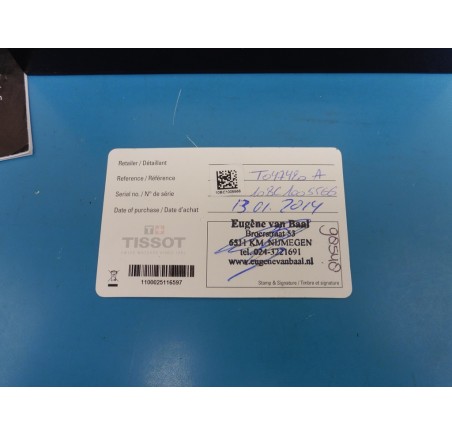 Retailer / Détaillant
Reference / Référence
T047420 A
Serial no. / N° de série
Date of purchase / Date d'achat
13.01.2014
TISSOT
Eugène van Baal
Broerstraat 53
6511 KM NIJMEGEN
tel. 024-3221691
www.eugenevanbaal.nl
1100025116597
Stamp & Signature / Timbre et signature